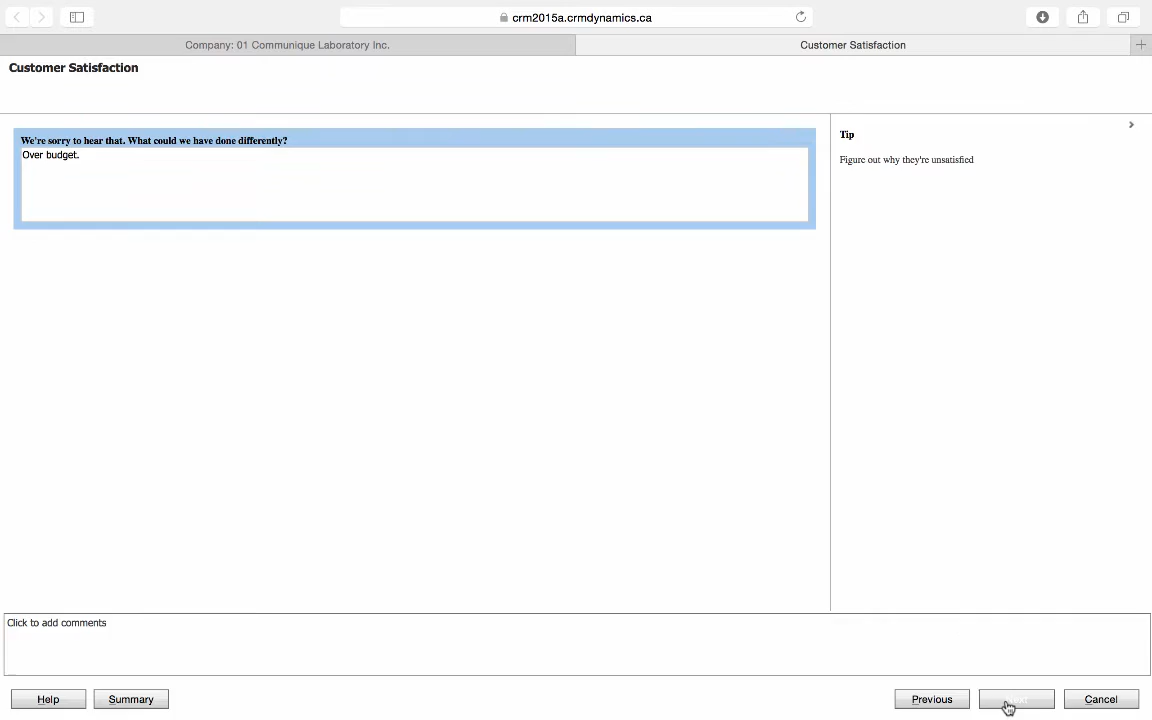 crm2015a.crmdynamics.ca
Company: 01 Communique Laboratory Inc.
Customer Satisfaction
Customer Satisfaction
We're sorry to hear that. What could we have done differently?
Over budget.
Tip
Figure out why they're unsatisfied
Click to add comments
Help
Summary
Previous
Cancel